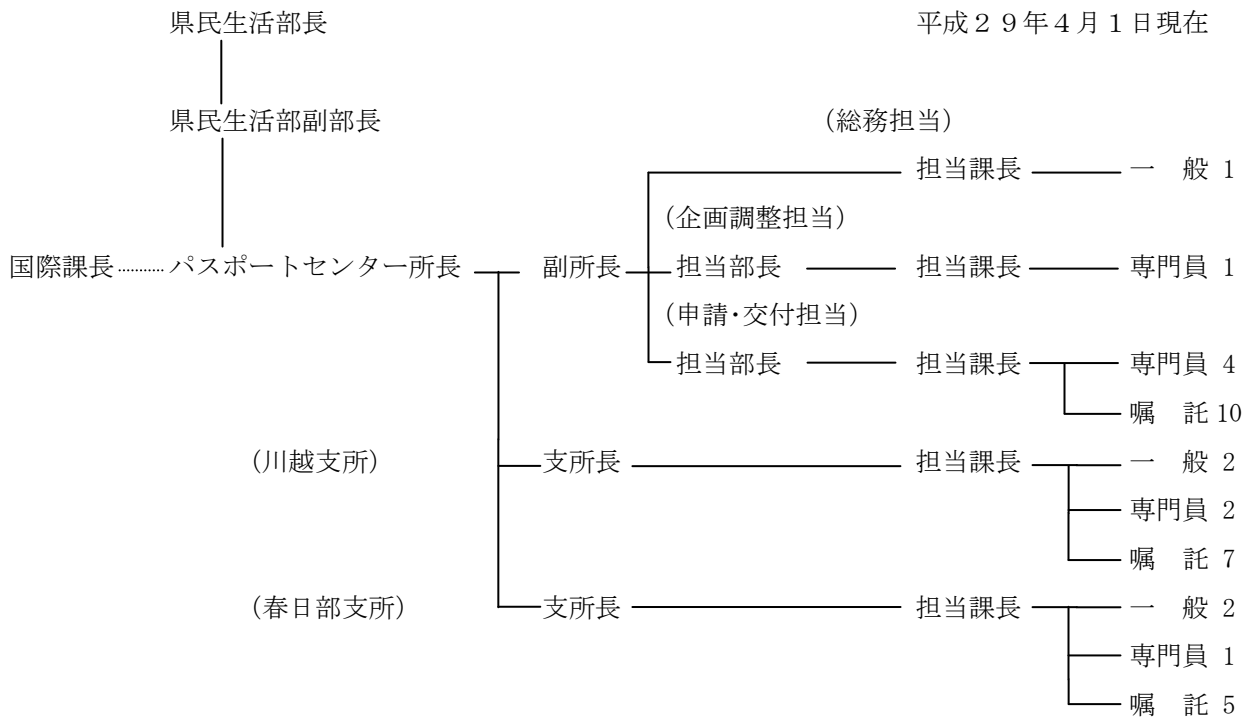 県民生活部長 平成29年4月1日現在
県民生活部副部長 (総務担当)
担当課長 一 般 1
(企画調整担当)
国際課長 パスポートセンター所長 副所長 担当部長 担当課長 専門員 1
(申請・交付担当)
担当部長 担当課長 専門員 4
嘱 託 10
(川越支所) 支所長 担当課長 一 般 2
専門員 2
嘱 託 7
(春日部支所) 支所長 担当課長 一 般 2
専門員 1
嘱 託 5